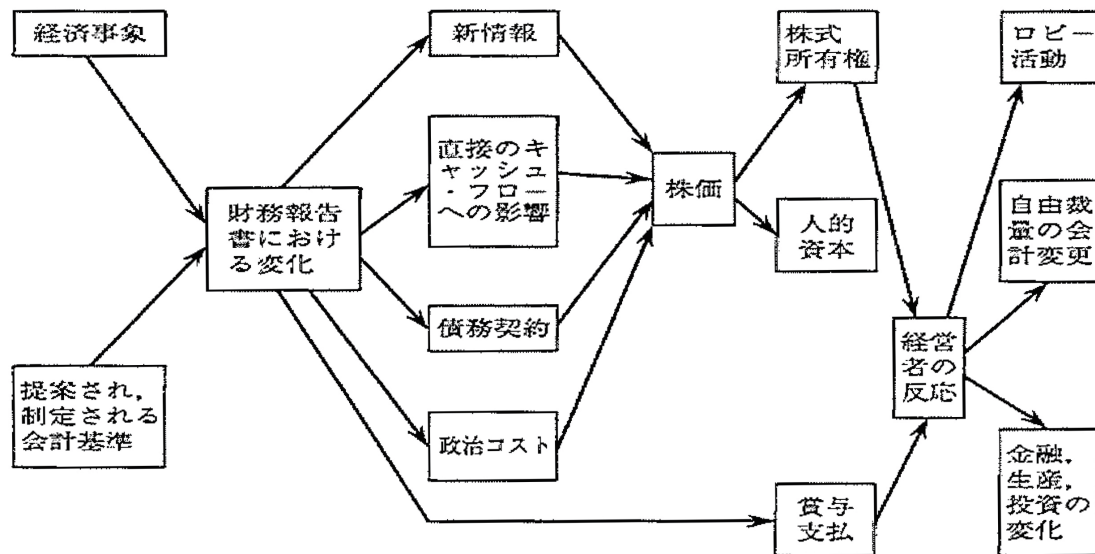 経済事象
提案され,
制定される
会計基準
財務報告
書におけ
る変化
新情報
直接のキ
ャッシュ
・フロー
への影響
債務契約
政治コスト
株価
株式
所有権
人的
資本
賞与
支払
経営
者の
反応
ロビー
活動
自由裁
量の会
計変更
金融,
生産,
投資の
変化